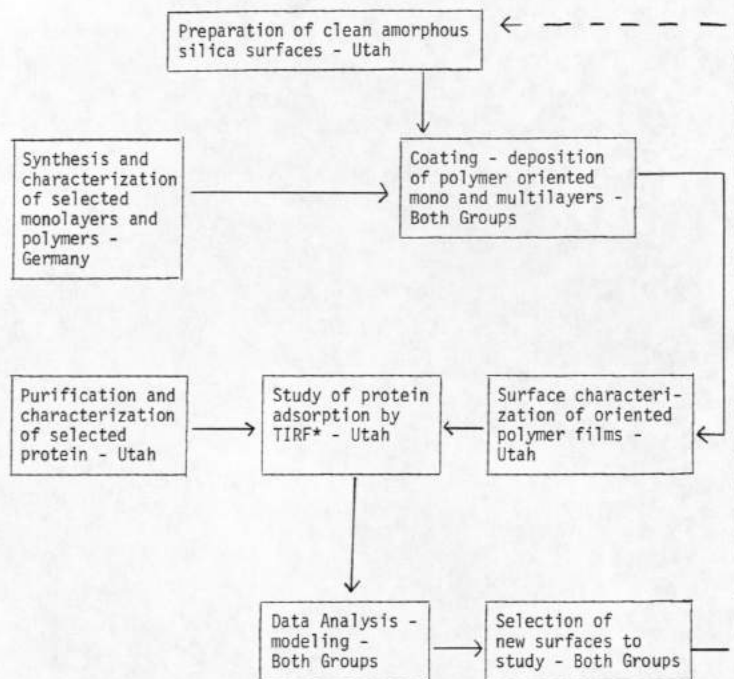 Preparation of clean amorphous
silica surfaces - Utah
Synthesis and
characterization
of selected
monolayers and
polymers -
Germany
Coating - deposition
of polymer oriented
mono and multilayers -
Both Groups
Purification and
characterization
of selected
protein - Utah
Study of protein
adsorption by
TIRF* - Utah
Surface characteri-
zation of oriented
polymer films -
Utah
Data Analysis -
modeling -
Both Groups
Selection of
new surfaces to
study - Both Groups